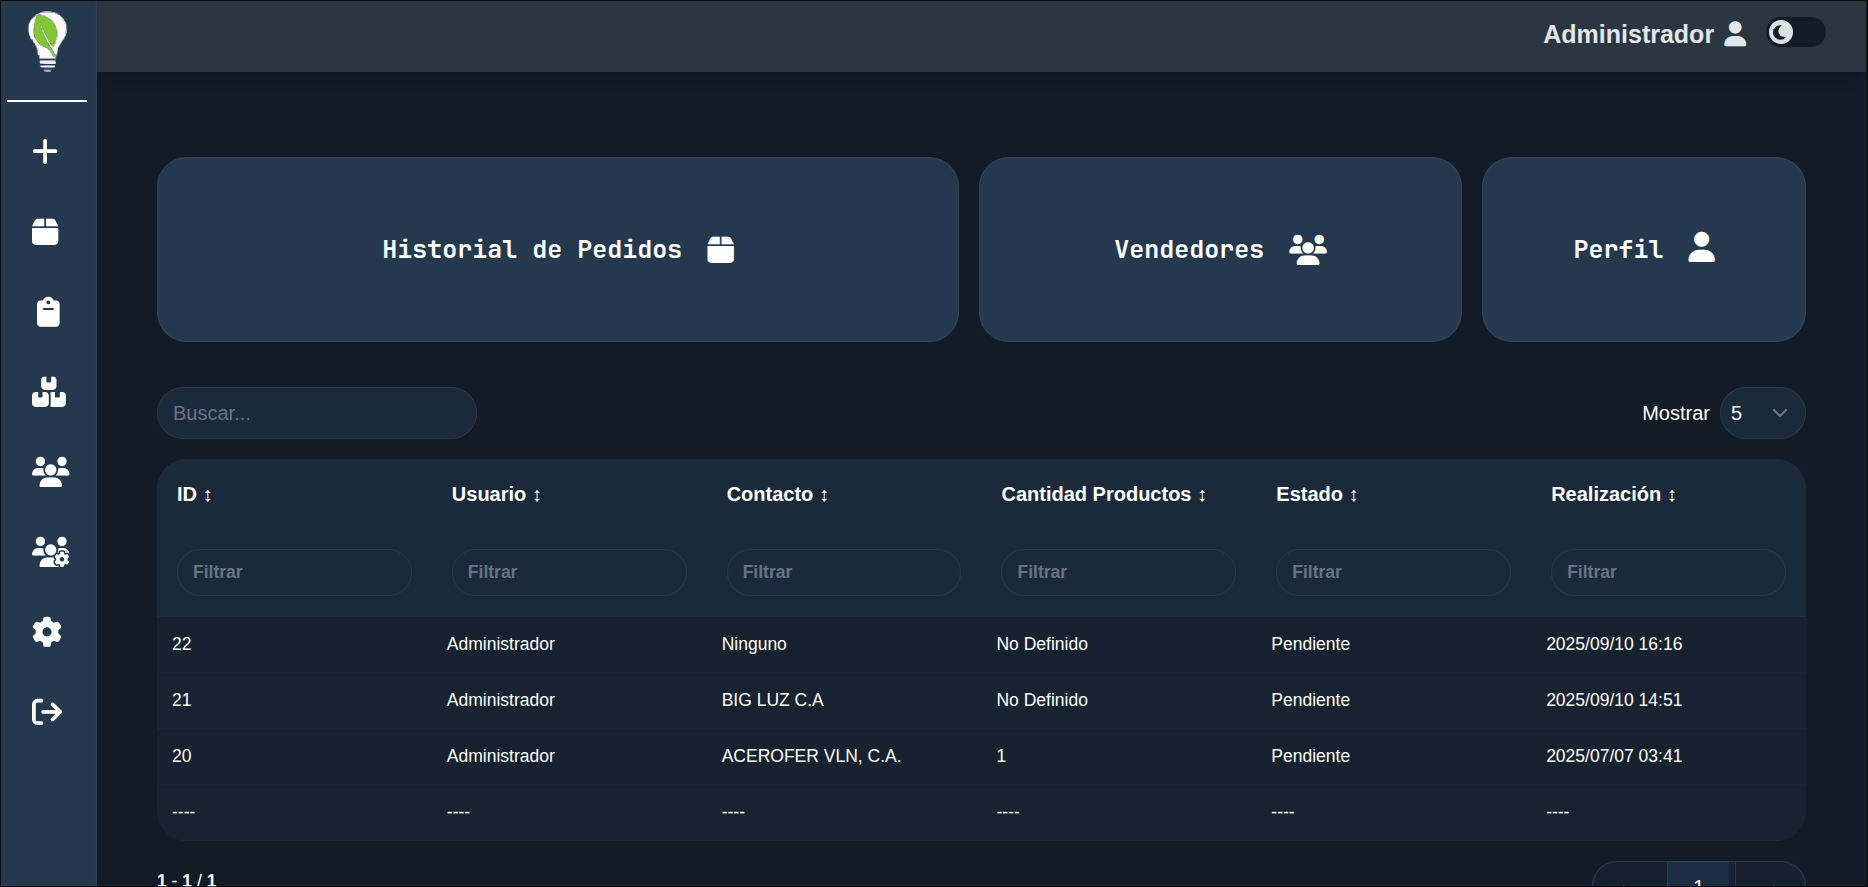 Administrador
Historial de Pedidos
Vendedores
Perfil
Buscar...
Mostrar 5
ID ↕ Usuario ↕ Contacto ↕ Cantidad Productos ↕ Estado ↕ Realización ↕
Filtrar Filtrar Filtrar Filtrar Filtrar Filtrar
22 Administrador Ninguno No Definido Pendiente 2025/09/10 16:16
21 Administrador BIG LUZ C.A No Definido Pendiente 2025/09/10 14:51
20 Administrador ACEROFER VLN, C.A. 1 Pendiente 2025/07/07 03:41
---- ---- ---- ---- ---- ----
1 - 1 / 1
1